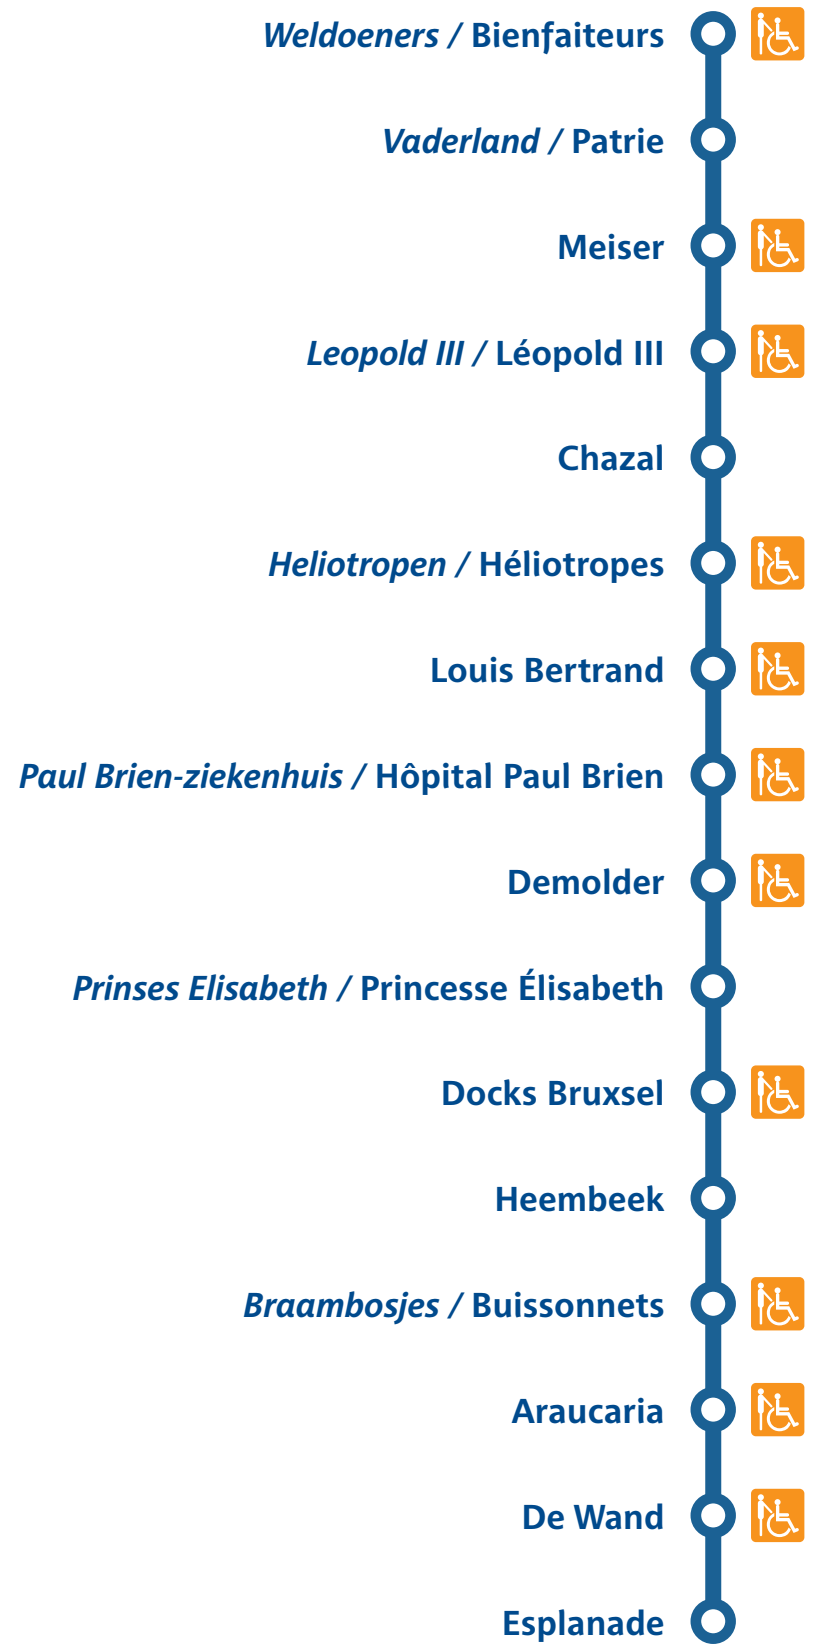 Weldoeners / Bienfaiteurs
Vaderland / Patrie
Meiser
Leopold III / Léopold III
Chazal
Heliotropen / Héliotropes
Louis Bertrand
Paul Brien-ziekenhuis / Hôpital Paul Brien
Demolder
Prinses Elisabeth / Princesse Élisabeth
Docks Bruxsel
Heembeek
Braambosjes / Buissonnets
Araucaria
De Wand
Esplanade